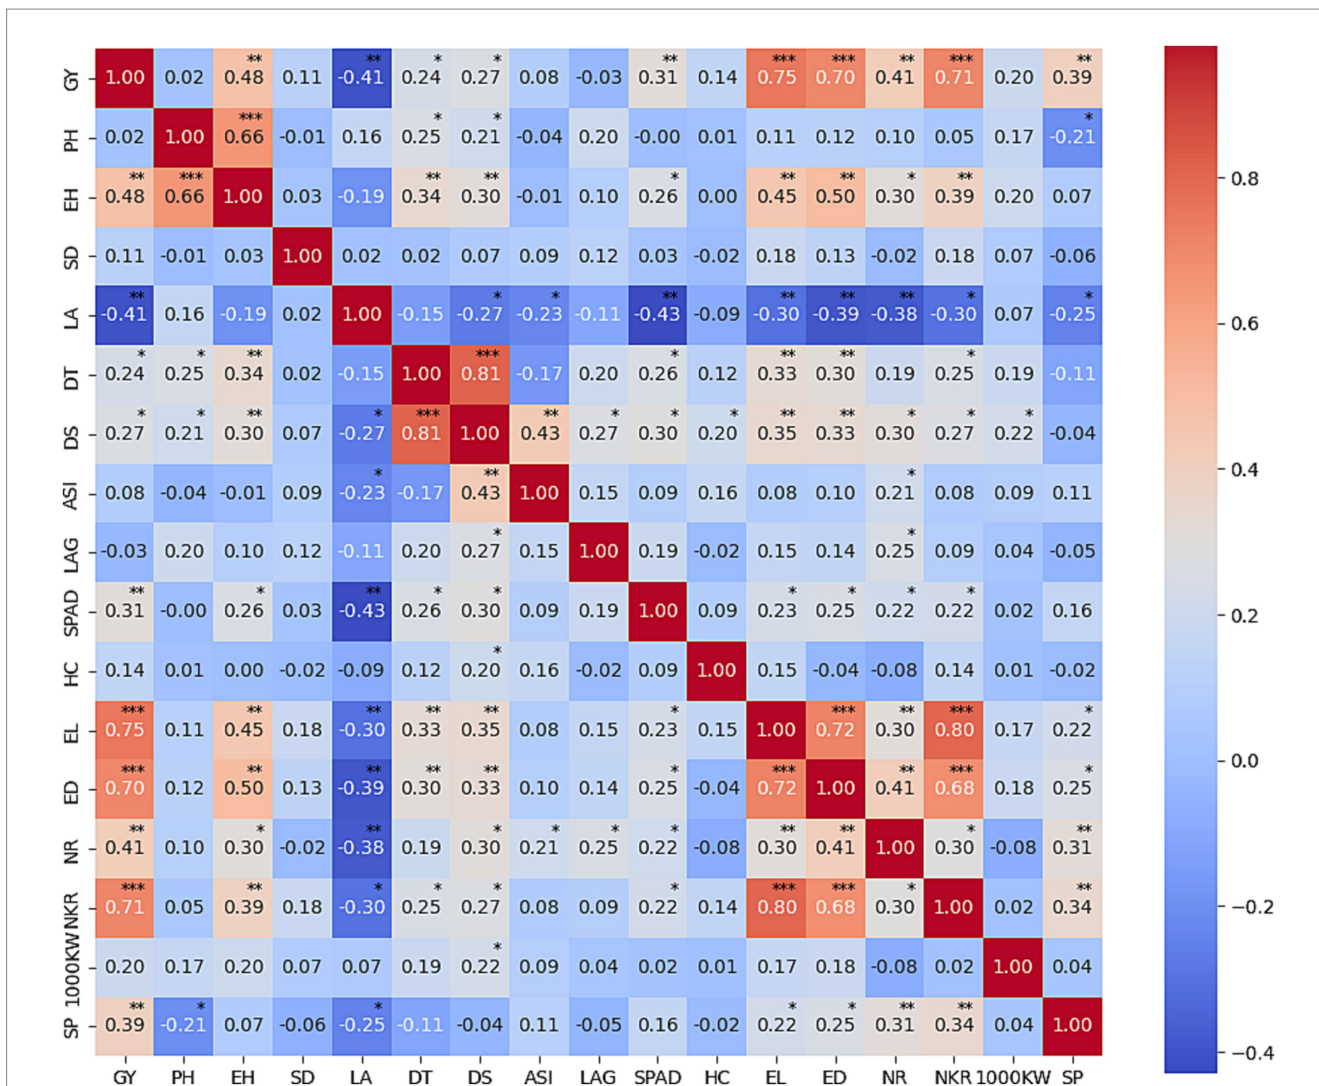 ** ** * * ** *** *** ** *** **
GY 1.00 0.02 0.48 0.11 -0.41 0.24 0.27 0.08 -0.03 0.31 0.14 0.75 0.70 0.41 0.71 0.20 0.39
*** * * *
PH 0.02 1.00 0.66 -0.01 0.16 0.25 0.21 -0.04 0.20 -0.00 0.01 0.11 0.12 0.10 0.05 0.17 -0.21
** *** ** ** * ** ** * **
EH 0.48 0.66 1.00 0.03 -0.19 0.34 0.30 -0.01 0.10 0.26 0.00 0.45 0.50 0.30 0.39 0.20 0.07
SD 0.11 -0.01 0.03 1.00 0.02 0.02 0.07 0.09 0.12 0.03 -0.02 0.18 0.13 -0.02 0.18 0.07 -0.06
** * * ** ** ** ** * *
LA -0.41 0.16 -0.19 0.02 1.00 -0.15 -0.27 -0.23 -0.11 -0.43 -0.09 -0.30 -0.39 -0.38 -0.30 0.07 -0.25
* * ** *** * ** ** *
DT 0.24 0.25 0.34 0.02 -0.15 1.00 0.81 -0.17 0.20 0.26 0.12 0.33 0.30 0.19 0.25 0.19 -0.11
* * ** * *** ** * * * ** ** * * *
DS 0.27 0.21 0.30 0.07 -0.27 0.81 1.00 0.43 0.27 0.30 0.20 0.35 0.33 0.30 0.27 0.22 -0.04
* ** *
ASI 0.08 -0.04 -0.01 0.09 -0.23 -0.17 0.43 1.00 0.15 0.09 0.16 0.08 0.10 0.21 0.08 0.09 0.11
* *
LAG -0.03 0.20 0.10 0.12 -0.11 0.20 0.27 0.15 1.00 0.19 -0.02 0.15 0.14 0.25 0.09 0.04 -0.05
** * ** * * * * * *
SPAD 0.31 -0.00 0.26 0.03 -0.43 0.26 0.30 0.09 0.19 1.00 0.09 0.23 0.25 0.22 0.22 0.02 0.16
*
HC 0.14 0.01 0.00 -0.02 -0.09 0.12 0.20 0.16 -0.02 0.09 1.00 0.15 -0.04 -0.08 0.14 0.01 -0.02
*** ** ** ** ** * *** ** *** *
EL 0.75 0.11 0.45 0.18 -0.30 0.33 0.35 0.08 0.15 0.23 0.15 1.00 0.72 0.30 0.80 0.17 0.22
*** ** ** ** ** * *** ** *** *
ED 0.70 0.12 0.50 0.13 -0.39 0.30 0.33 0.10 0.14 0.25 -0.04 0.72 1.00 0.41 0.68 0.18 0.25
** * ** * * * * ** ** * **
NR 0.41 0.10 0.30 -0.02 -0.38 0.19 0.30 0.21 0.25 0.22 -0.08 0.30 0.41 1.00 0.30 -0.08 0.31
*** ** * * * * *** *** * **
NKR 0.71 0.05 0.39 0.18 -0.30 0.25 0.27 0.08 0.09 0.22 0.14 0.80 0.68 0.30 1.00 0.02 0.34
*
1000KW 0.20 0.17 0.20 0.07 0.07 0.19 0.22 0.09 0.04 0.02 0.01 0.17 0.18 -0.08 0.02 1.00 0.04
** * * * * ** **
SP 0.39 -0.21 0.07 -0.06 -0.25 -0.11 -0.04 0.11 -0.05 0.16 -0.02 0.22 0.25 0.31 0.34 0.04 1.00
GY PH EH SD LA DT DS ASI LAG SPAD HC EL ED NR NKR 1000KW SP
0.8
0.6
0.4
0.2
0.0
−0.2
−0.4